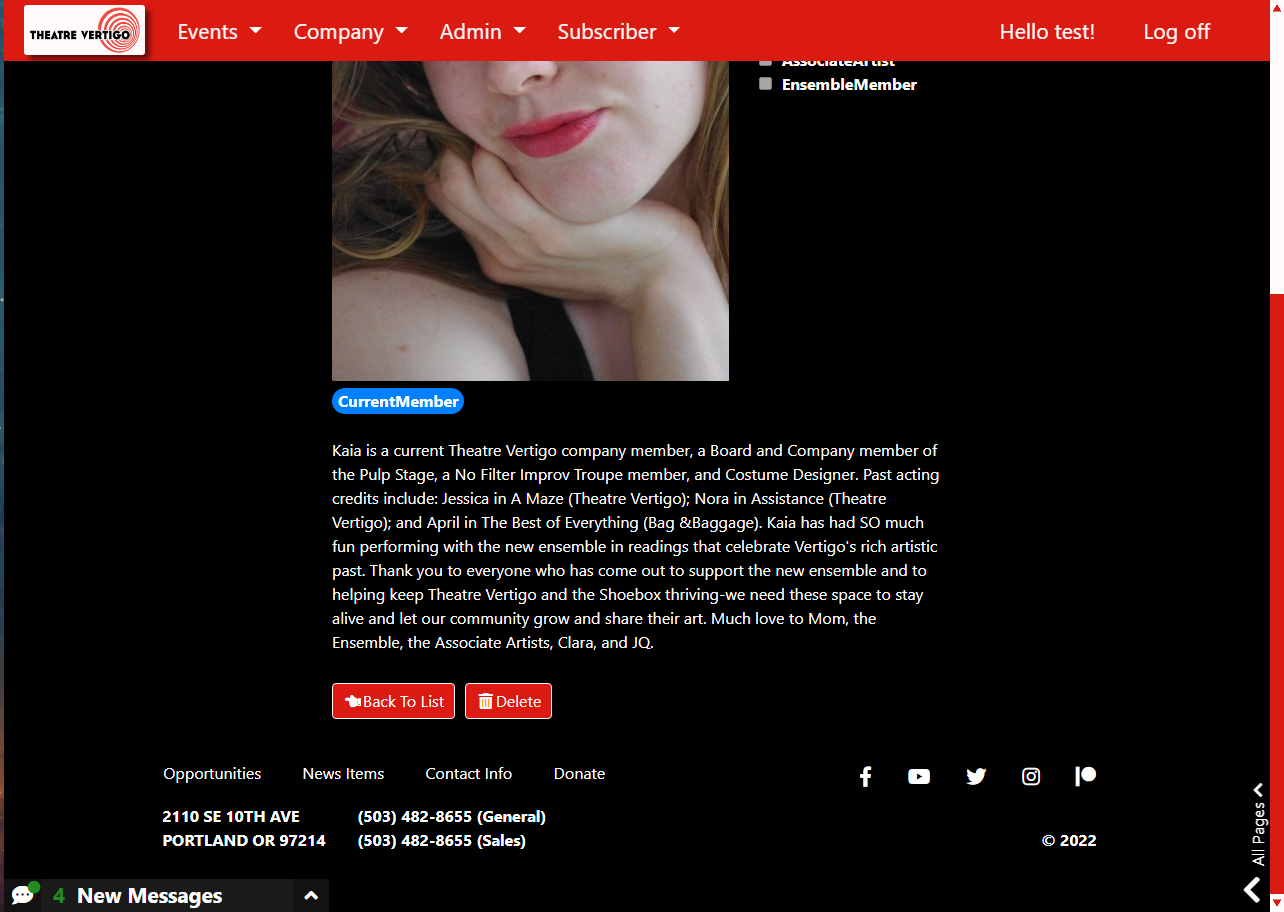 THEATRE VERTIGO Events Company Admin Subscriber Hello test! Log off
AssociateArtist
EnsembleMember
CurrentMember
Kaia is a current Theatre Vertigo company member, a Board and Company member of
the Pulp Stage, a No Filter Improv Troupe member, and Costume Designer. Past acting
credits include: Jessica in A Maze (Theatre Vertigo); Nora in Assistance (Theatre
Vertigo); and April in The Best of Everything (Bag &Baggage). Kaia has had SO much
fun performing with the new ensemble in readings that celebrate Vertigo's rich artistic
past. Thank you to everyone who has come out to support the new ensemble and to
helping keep Theatre Vertigo and the Shoebox thriving-we need these space to stay
alive and let our community grow and share their art. Much love to Mom, the
Ensemble, the Associate Artists, Clara, and JQ.
Back To List Delete
Opportunities News Items Contact Info Donate
2110 SE 10TH AVE (503) 482-8655 (General)
PORTLAND OR 97214 (503) 482-8655 (Sales) © 2022
All Pages
4 New Messages